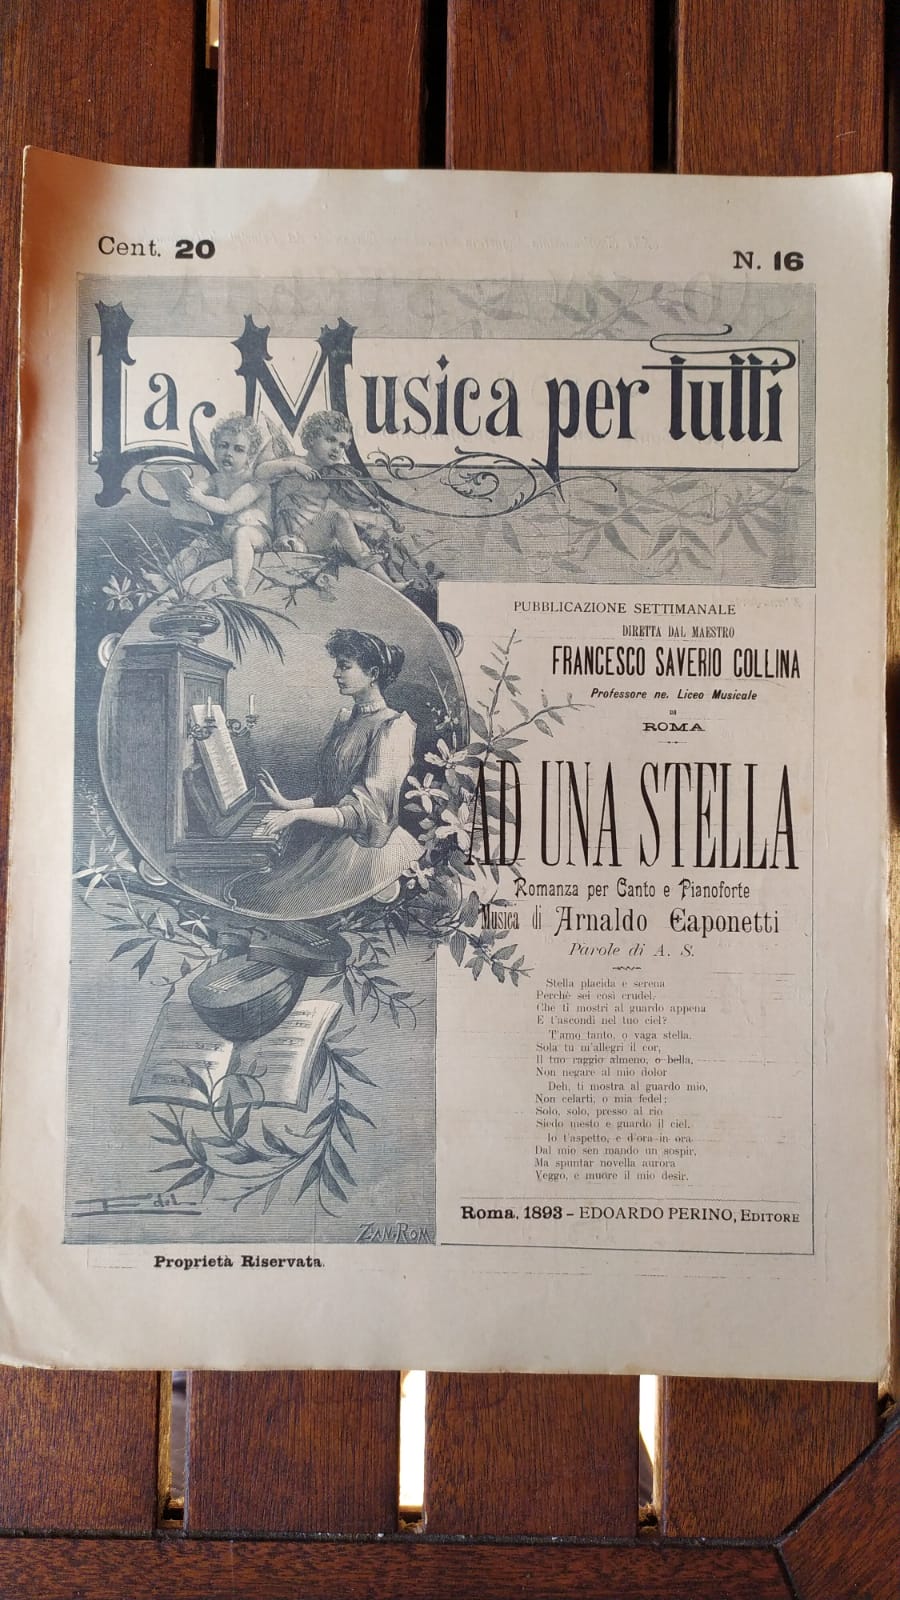 Cent. 20
N. 16
La Musica per tutti
PUBBLICAZIONE SETTIMANALE
DIRETTA DAL MAESTRO
FRANCESCO SAVERIO COLLINA
Professore ne. Liceo Musicale
DI
ROMA
AD UNA STELLA
Romanza per Canto e Pianoforte
Musica di Arnaldo Caponetti
Parole di A. S.
Stella placida e serena
Perchè sei così crudel,
Che ti mostri al guardo appena
E t'ascondi nel tuo ciel?
T'amo tanto, o vaga stella.
Sola tu m'allegri il cor,
Il tuo raggio almeno, o bella,
Non negare al mio dolor
Deh, ti mostra al guardo mio,
Non celarti, o mia fedel;
Solo, solo, presso al rio
Siedo mesto e guardo il ciel.
Io t'aspetto, e d'ora in ora
Dal mio sen mando un sospir,
Ma spuntar novella aurora
Veggo, e muore il mio desir.
Roma, 1893 - EDOARDO PERINO, EDITORE
ZAN. ROM
Proprietà Riservata.